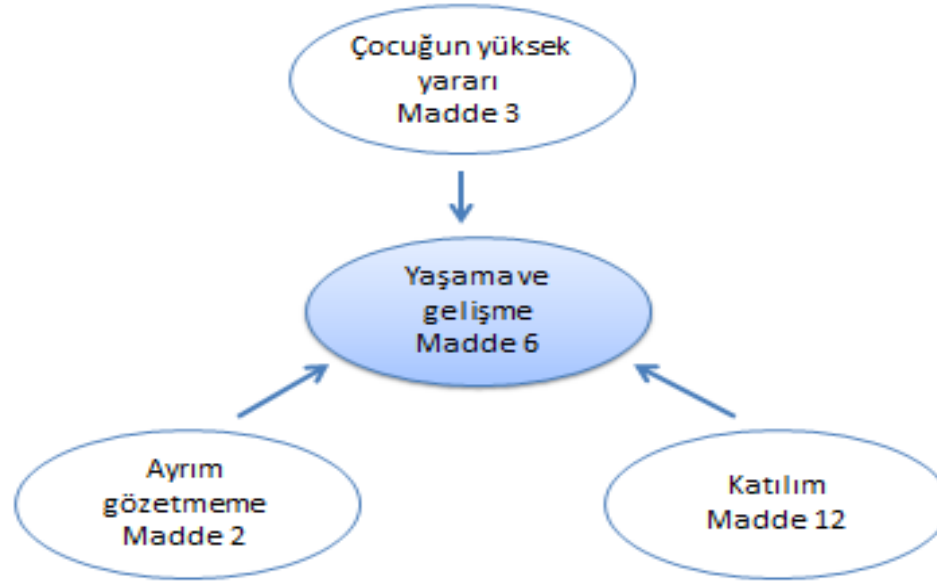 Çocuğun yüksek
yararı
Madde 3
Yaşama ve
gelişme
Madde 6
Ayrım
gözetmeme
Madde 2
Katılım
Madde 12